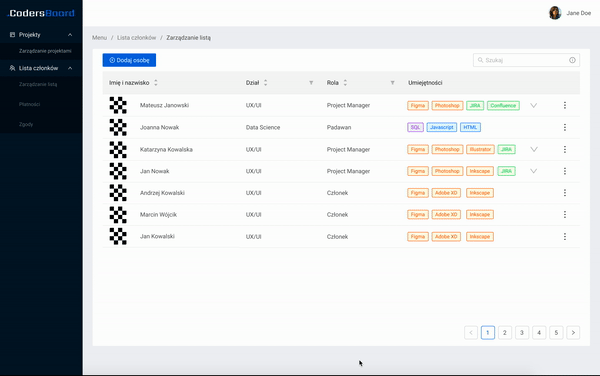 CodersBoard
Jane Doe
Projekty
Zarządzanie projektami
Lista członków
Zarządzanie listą
Płatności
Zgody
Menu / Lista członków / Zarządzanie listą
Dodaj osobę
Szukaj
Imię i nazwisko Dział Rola Umiejętności
Mateusz Janowski UX/UI Project Manager Figma Photoshop JIRA Confluence
Joanna Nowak Data Science Padawan SQL Javascript HTML
Katarzyna Kowalska UX/UI Project Manager Figma Photoshop Illustrator JIRA
Jan Nowak UX/UI Project Manager Figma Photoshop Inkscape JIRA
Andrzej Kowalski UX/UI Członek Figma Adobe XD Inkscape
Marcin Wójcik UX/UI Członek Figma Adobe XD Inkscape
Jan Kowalski UX/UI Członek Figma Adobe XD Inkscape
< 1 2 3 4 5 >